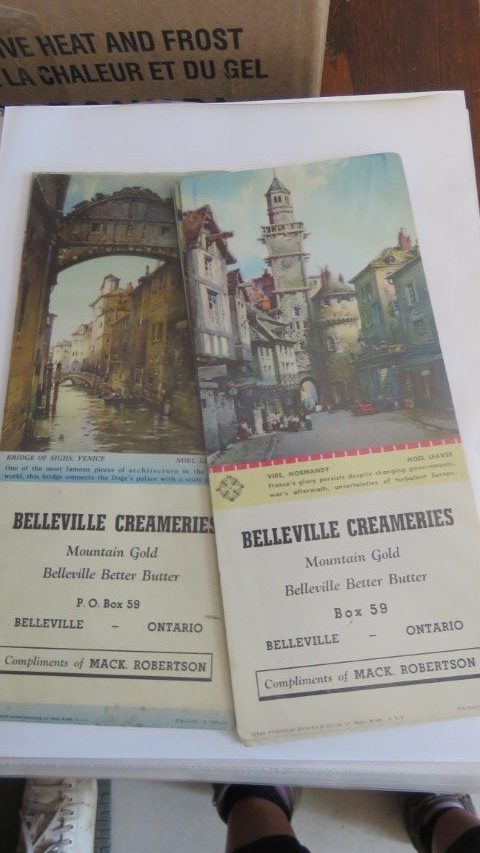 IVE HEAT AND FROST
LA CHALEUR ET DU GEL
BRIDGE OF SIGHS, VENICE
NOEL LE
One of the most famous pieces of architecture in the
world, this bridge connects the Doge's palace with a state p
BELLEVILLE CREAMERIES
Mountain Gold
Belleville Better Butter
P.O. Box 59
BELLEVILLE – ONTARIO
Compliments of MACK. ROBERTSON
VIRE, NORMANDY
NOEL LEAVER
France's glory persists despite changing governments,
war's aftermath, uncertainties of turbulent Europe.
BELLEVILLE CREAMERIES
Mountain Gold
Belleville Better Butter
Box 59
BELLEVILLE – ONTARIO
Compliments of MACK. ROBERTSON